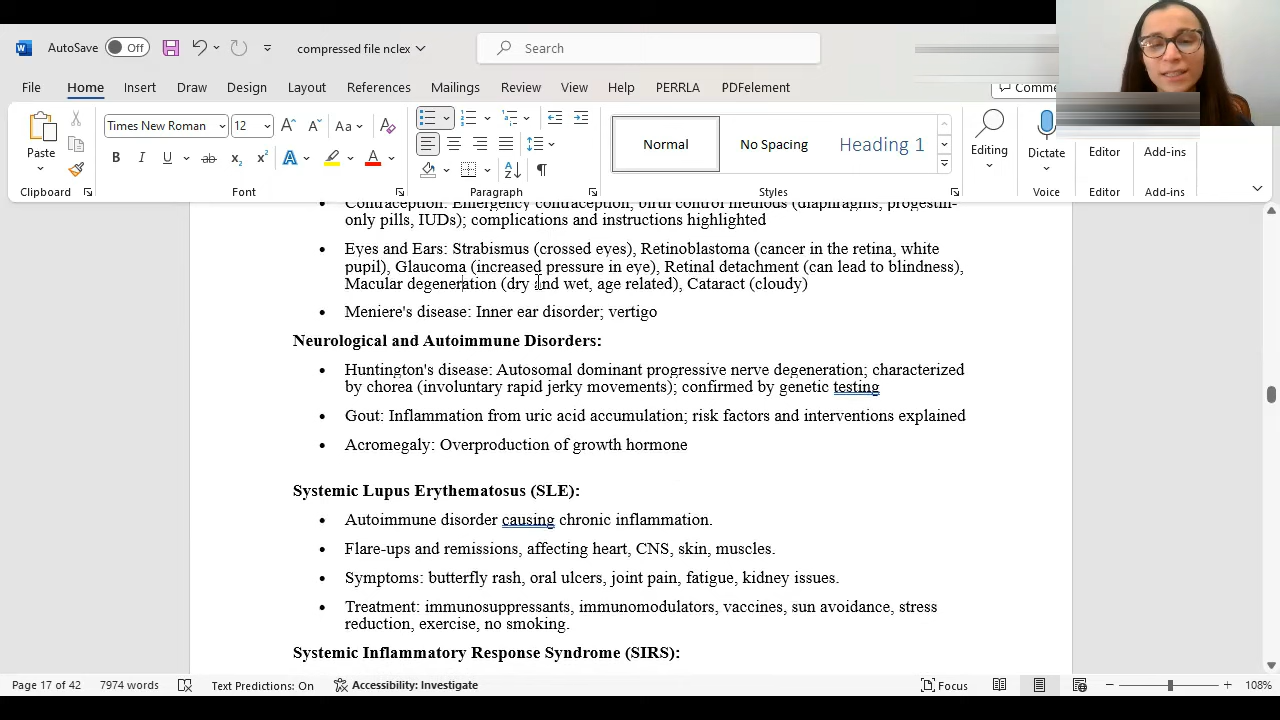 AutoSave Off compressed file nclex Search
File Home Insert Draw Design Layout References Mailings Review View Help PERRLA PDFelement Comme
Times New Roman 12 Aa
Paste B I U ab x2 x2 A A Normal No Spacing Heading 1 Editing Dictate Editor Add-ins
Clipboard Font Paragraph Styles Voice Editor Add-ins
Contraception: Emergency contraception, birth control methods (diaphragms, progestin-
only pills, IUDs); complications and instructions highlighted
Eyes and Ears: Strabismus (crossed eyes), Retinoblastoma (cancer in the retina, white
pupil), Glaucoma (increased pressure in eye), Retinal detachment (can lead to blindness),
Macular degeneration (dry and wet, age related), Cataract (cloudy)
Meniere's disease: Inner ear disorder; vertigo
Neurological and Autoimmune Disorders:
Huntington's disease: Autosomal dominant progressive nerve degeneration; characterized
by chorea (involuntary rapid jerky movements); confirmed by genetic testing
Gout: Inflammation from uric acid accumulation; risk factors and interventions explained
Acromegaly: Overproduction of growth hormone
Systemic Lupus Erythematosus (SLE):
Autoimmune disorder causing chronic inflammation.
Flare-ups and remissions, affecting heart, CNS, skin, muscles.
Symptoms: butterfly rash, oral ulcers, joint pain, fatigue, kidney issues.
Treatment: immunosuppressants, immunomodulators, vaccines, sun avoidance, stress
reduction, exercise, no smoking.
Systemic Inflammatory Response Syndrome (SIRS):
Page 17 of 42 7974 words Text Predictions: On Accessibility: Investigate Focus 108%